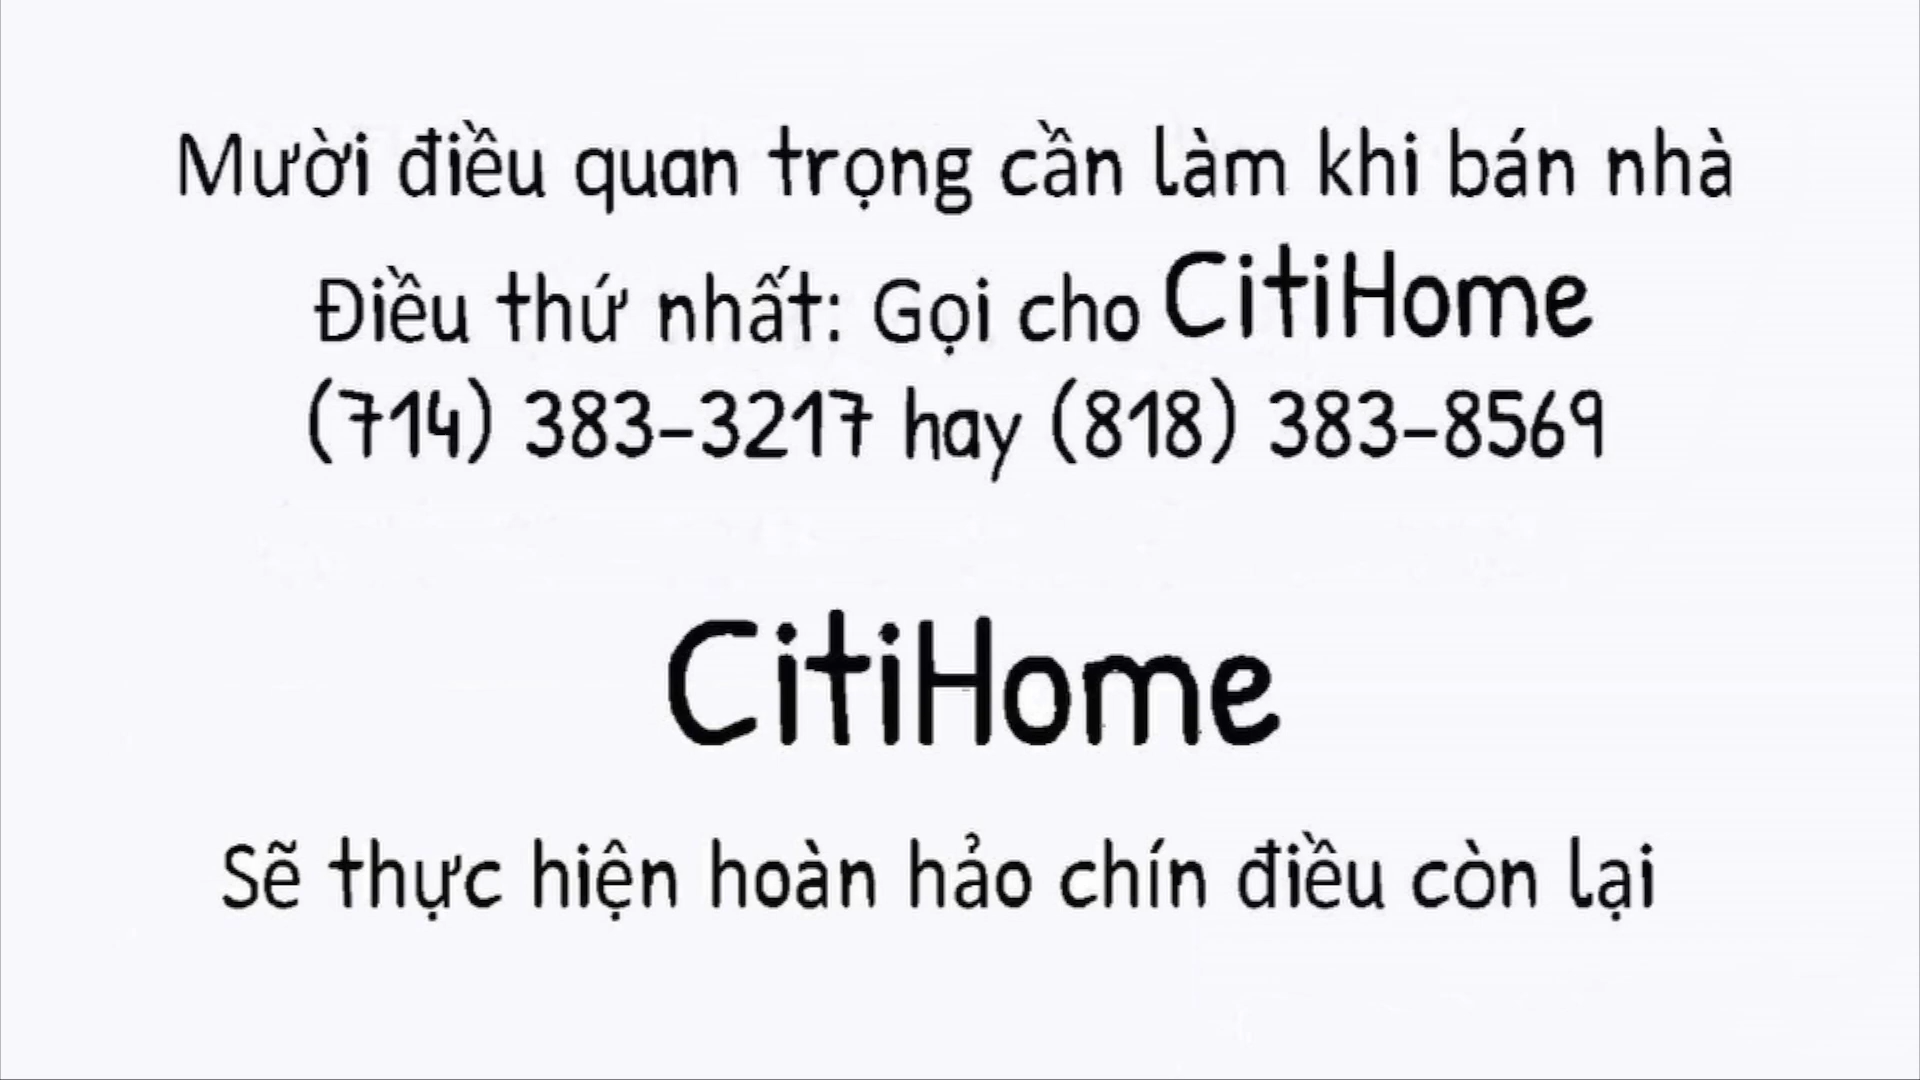 Mười điều quan trọng cần làm khi bán nhà
Điều thứ nhất: Gọi cho CitiHome
(714) 383-3217 hay (818) 383-8569
CitiHome
Sẽ thực hiện hoàn hảo chín điều còn lại